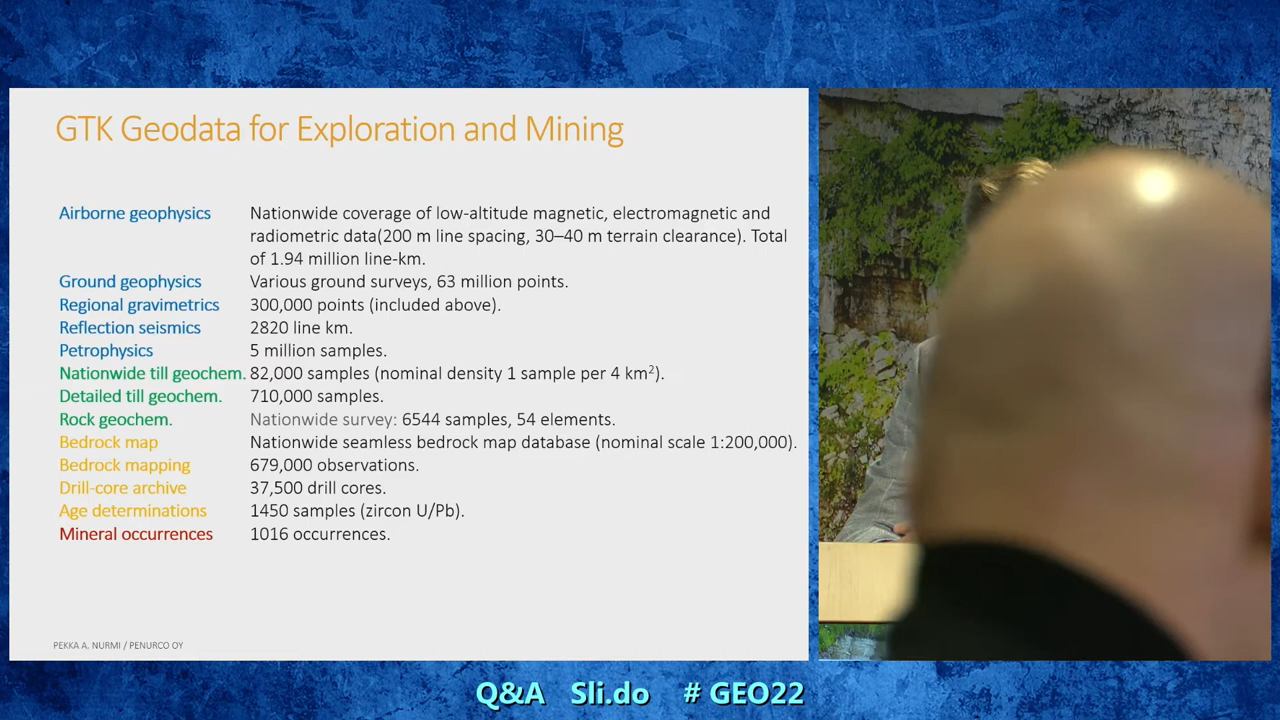 GTK Geodata for Exploration and Mining
Airborne geophysics Nationwide coverage of low-altitude magnetic, electromagnetic and
radiometric data(200 m line spacing, 30–40 m terrain clearance). Total
of 1.94 million line-km.
Ground geophysics Various ground surveys, 63 million points.
Regional gravimetrics 300,000 points (included above).
Reflection seismics 2820 line km.
Petrophysics 5 million samples.
Nationwide till geochem. 82,000 samples (nominal density 1 sample per 4 km²).
Detailed till geochem. 710,000 samples.
Rock geochem. Nationwide survey: 6544 samples, 54 elements.
Bedrock map Nationwide seamless bedrock map database (nominal scale 1:200,000).
Bedrock mapping 679,000 observations.
Drill-core archive 37,500 drill cores.
Age determinations 1450 samples (zircon U/Pb).
Mineral occurrences 1016 occurrences.
PEKKA A. NURMI / PENURCO OY
Q&A Sli.do # GEO22